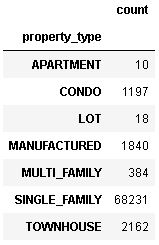 count
property_type
APARTMENT 10
CONDO 1197
LOT 18
MANUFACTURED 1840
MULTI_FAMILY 384
SINGLE_FAMILY 68231
TOWNHOUSE 2162